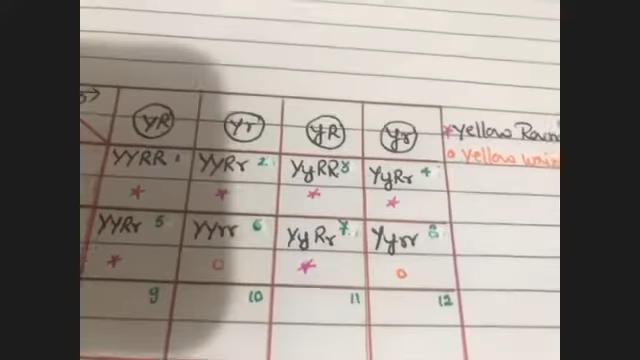 YR Yr yR yr
*Yellow Roun
o Yellow wri
YYRR 1 YYRr 2 YyRR 3 YyRr 4
* * * *
YYRr 5 YYrr 6 YyRr 7 Yyrr 8
* o * o
9 10 11 12